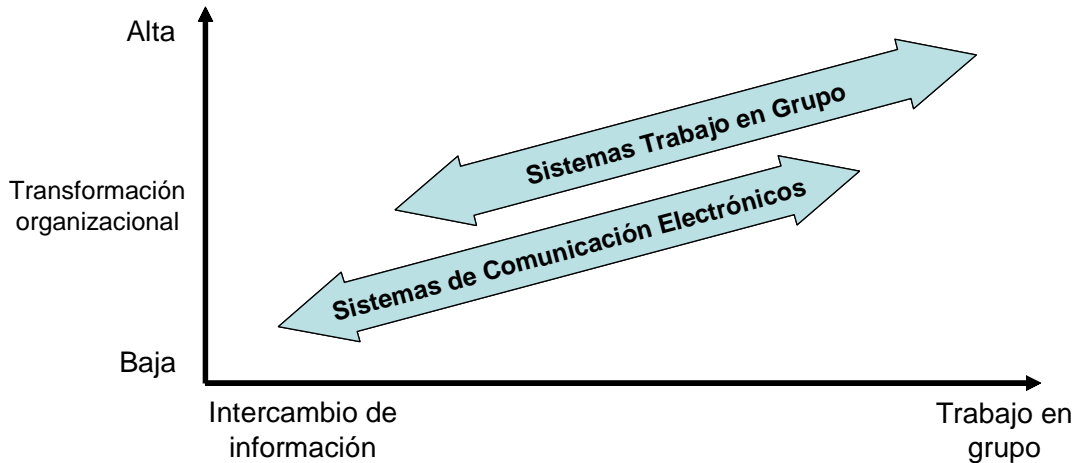 Alta
Sistemas Trabajo en Grupo
Transformación
organizacional
Sistemas de Comunicación Electrónicos
Baja
Intercambio de
información
Trabajo en
grupo